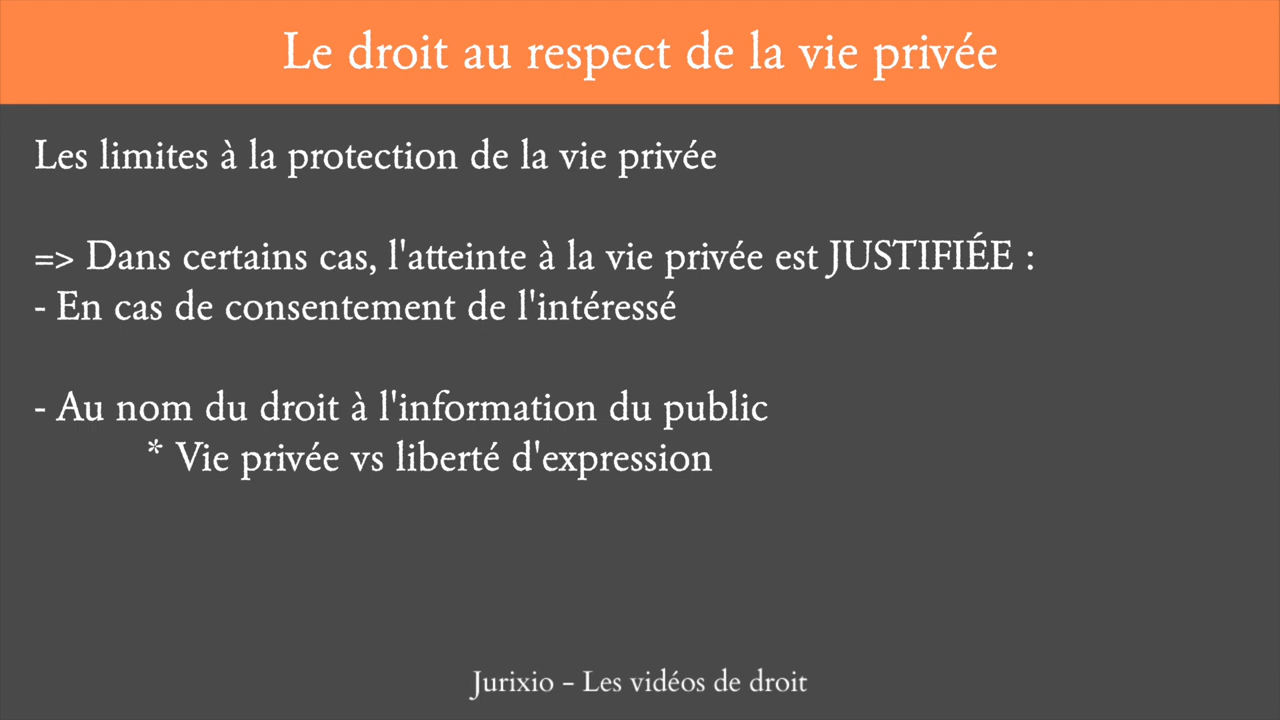 Le droit au respect de la vie privée
Les limites à la protection de la vie privée
=> Dans certains cas, l'atteinte à la vie privée est JUSTIFIÉE :
- En cas de consentement de l'intéressé
- Au nom du droit à l'information du public
* Vie privée vs liberté d'expression
Jurixio - Les vidéos de droit